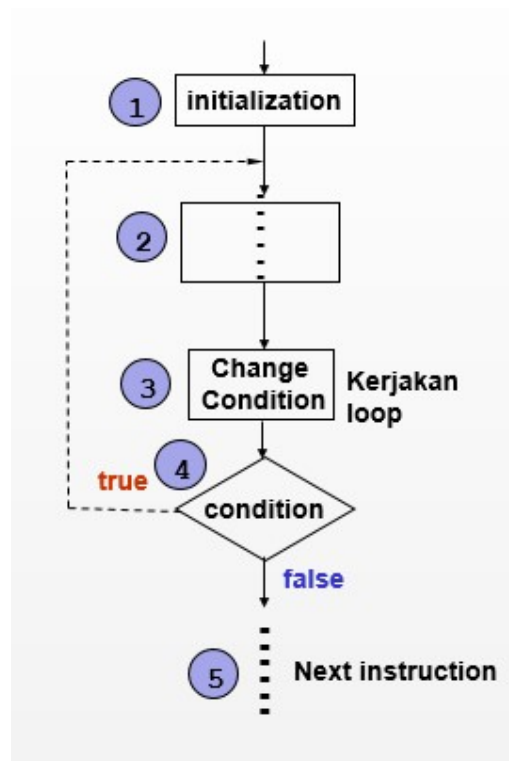 1
initialization
2
3
Change
Condition
Kerjakan
loop
4
true
condition
false
5
Next instruction